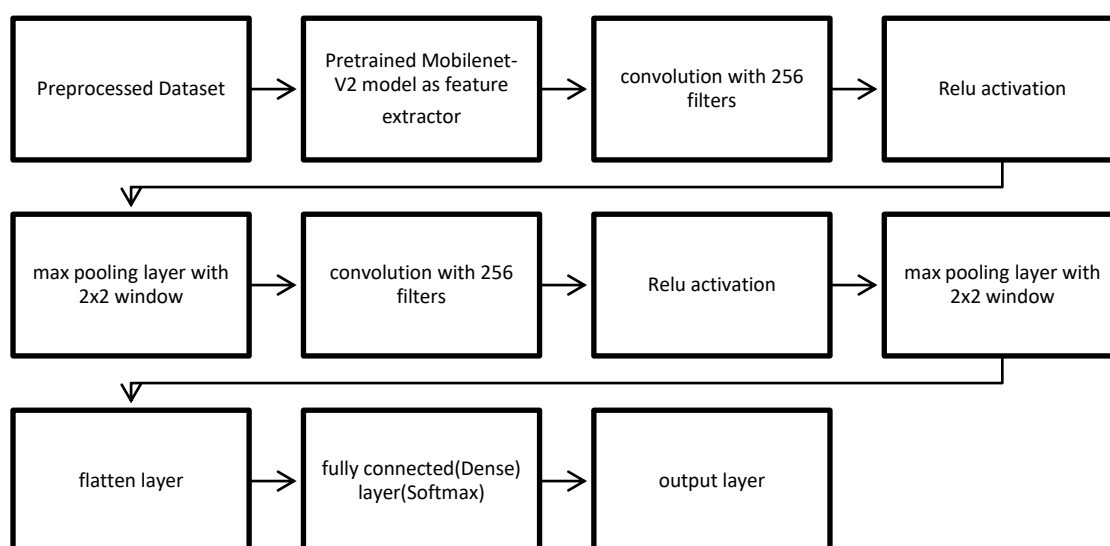 Preprocessed Dataset
Pretrained Mobilenet-
V2 model as feature
extractor
convolution with 256
filters
Relu activation
max pooling layer with
2x2 window
convolution with 256
filters
Relu activation
max pooling layer with
2x2 window
flatten layer
fully connected(Dense)
layer(Softmax)
output layer